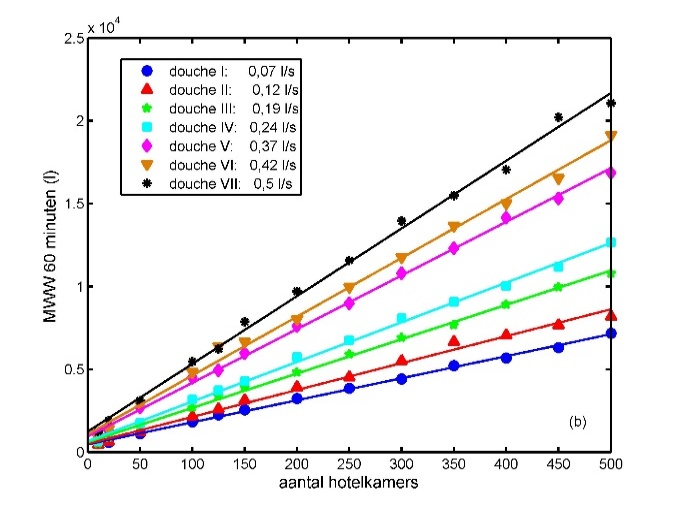 x 10⁴
2.5
2
1.5
1
0.5
0
MWW 60 minuten (l)
douche I: 0,07 l/s
douche II: 0,12 l/s
douche III: 0,19 l/s
douche IV: 0,24 l/s
douche V: 0,37 l/s
douche VI: 0,42 l/s
douche VII: 0,5 l/s
(b)
0 50 100 150 200 250 300 350 400 450 500
aantal hotelkamers